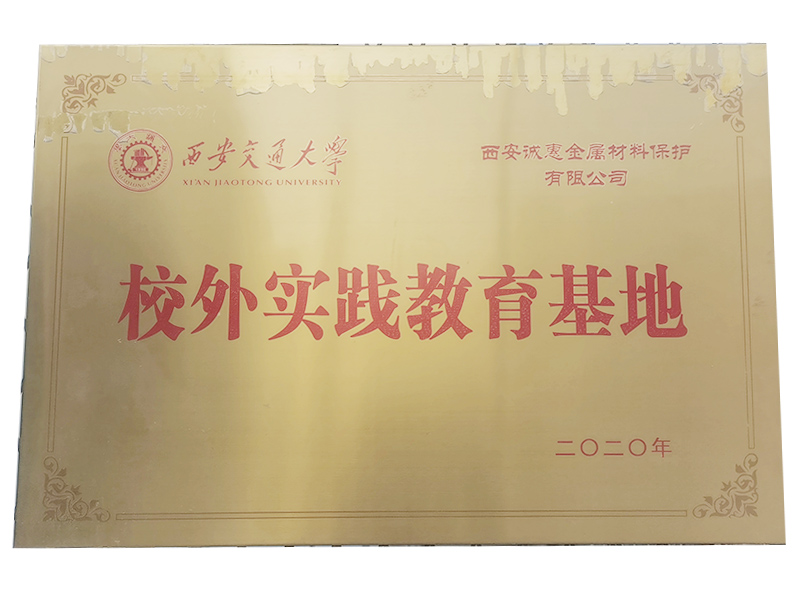 西安交通大学
XI'AN JIAOTONG UNIVERSITY
西安诚惠金属材料保护
有限公司
校外实践教育基地
二〇二〇年